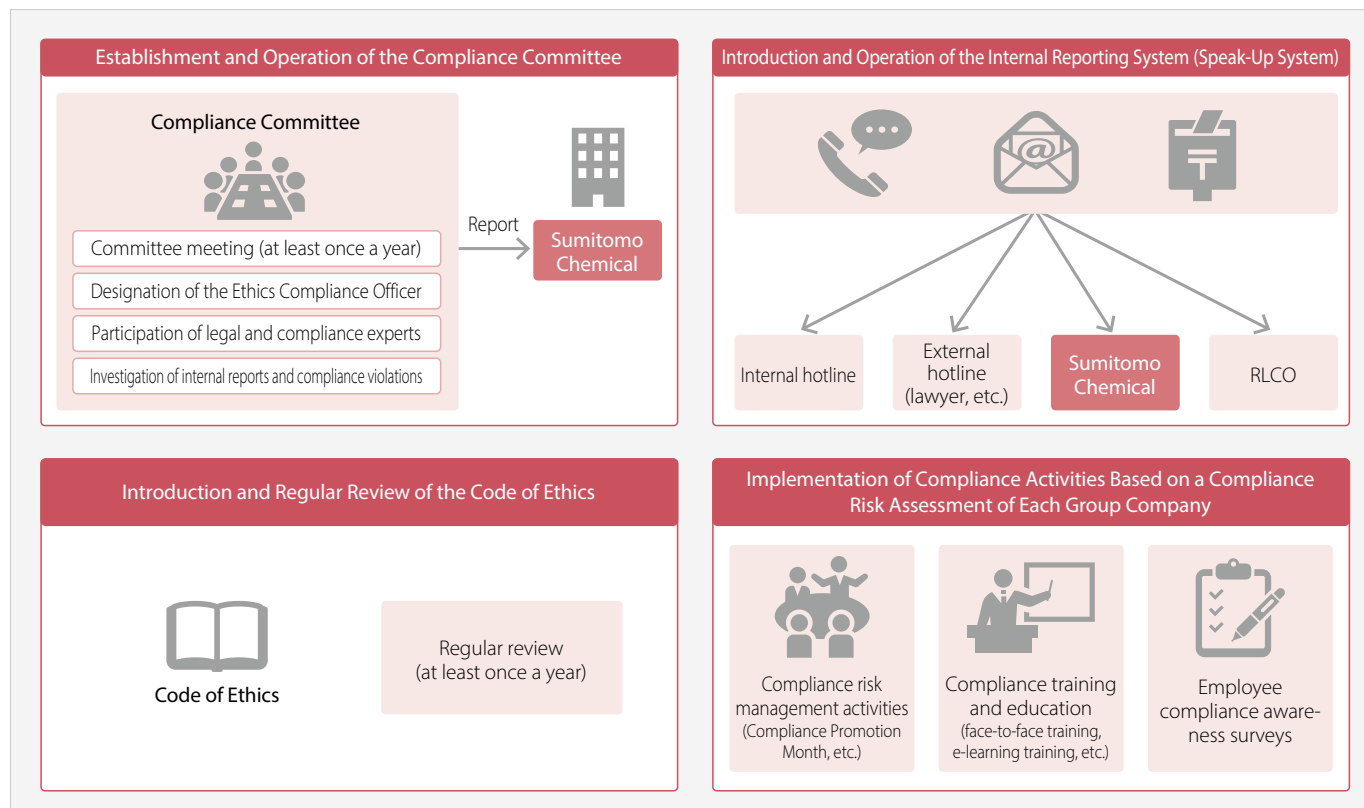 Establishment and Operation of the Compliance Committee
Compliance Committee
Committee meeting (at least once a year)
Designation of the Ethics Compliance Officer
Participation of legal and compliance experts
Investigation of internal reports and compliance violations
Report
Sumitomo
Chemical
Introduction and Operation of the Internal Reporting System (Speak-Up System)
@
〒
Internal hotline
External
hotline
(lawyer, etc.)
Sumitomo
Chemical
RLCO
Introduction and Regular Review of the Code of Ethics
Code of Ethics
Regular review
(at least once a year)
Implementation of Compliance Activities Based on a Compliance
Risk Assessment of Each Group Company
Compliance risk
management activities
(Compliance Promotion
Month, etc.)
Compliance training
and education
(face-to-face training,
e-learning training, etc.)
Employee
compliance aware-
ness surveys